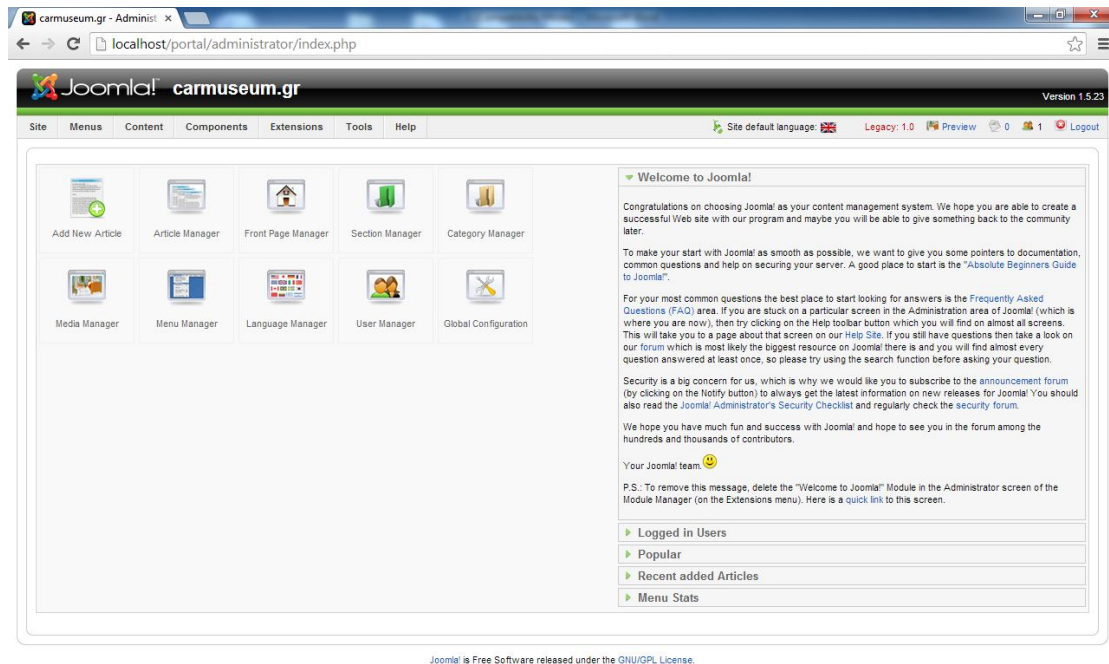 carmuseum.gr - Administ
localhost/portal/administrator/index.php
Joomla! carmuseum.gr
Version 1.5.23
Site Menus Content Components Extensions Tools Help Site default language: Legacy: 1.0 Preview 0 1 Logout
Add New Article Article Manager Front Page Manager Section Manager Category Manager
Media Manager Menu Manager Language Manager User Manager Global Configuration
Welcome to Joomla!
Congratulations on choosing Joomla! as your content management system. We hope you are able to create a
successful Web site with our program and maybe you will be able to give something back to the community
later.
To make your start with Joomla! as smooth as possible, we want to give you some pointers to documentation,
common questions and help on securing your server. A good place to start is the "Absolute Beginners Guide
to Joomla!".
For your most common questions the best place to start looking for answers is the Frequently Asked
Questions (FAQ) area. If you are stuck on a particular screen in the Administration area of Joomla! (which is
where you are now), then try clicking on the Help toolbar button which you will find on almost all screens.
This will take you to a page about that screen on our Help Site. If you still have questions then take a look on
our forum which is most likely the biggest resource on Joomla! there is and you will find almost every
question answered at least once, so please try using the search function before asking your question.
Security is a big concern for us, which is why we would like you to subscribe to the announcement forum
(by clicking on the Notify button) to always get the latest information on new releases for Joomla! You should
also read the Joomla! Administrator's Security Checklist and regularly check the security forum.
We hope you have much fun and success with Joomla! and hope to see you in the forum among the
hundreds and thousands of contributors.
Your Joomla! team.
P.S.: To remove this message, delete the "Welcome to Joomla!" Module in the Administrator screen of the
Module Manager (on the Extensions menu). Here is a quick link to this screen.
Logged in Users
Popular
Recent added Articles
Menu Stats
Joomla! is Free Software released under the GNU/GPL License.